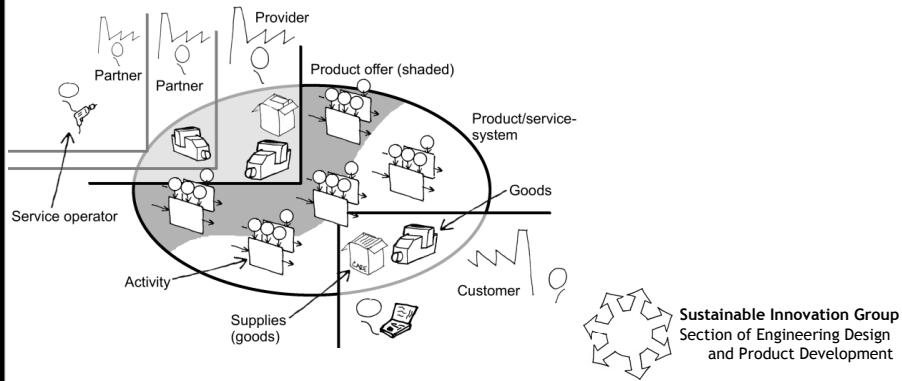 Provider
Partner
Partner
Product offer (shaded)
Product/service-
system
Goods
Service operator
Activity
CARE
Customer
Supplies
(goods)
Sustainable Innovation Group
Section of Engineering Design
and Product Development